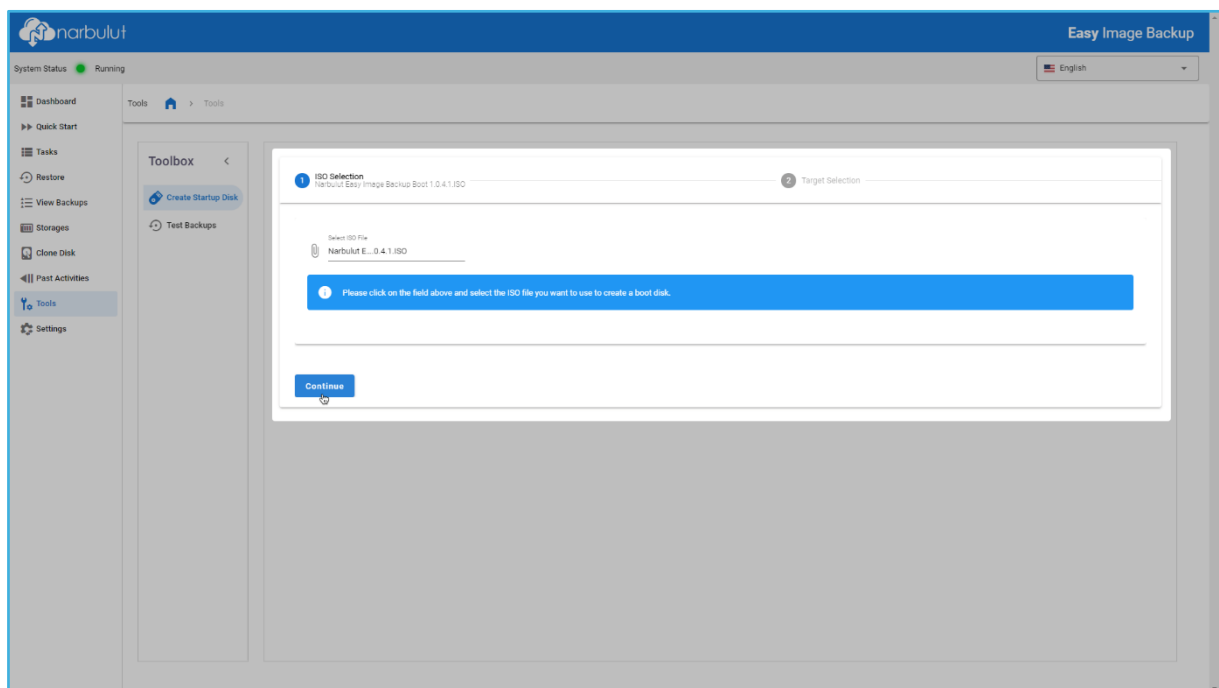 narbulut
Easy Image Backup
System Status Running
English
Dashboard
Quick Start
Tasks
Restore
View Backups
Storages
Clone Disk
Past Activities
Tools
Settings
Tools > Tools
Toolbox <
Create Startup Disk
Test Backups
1 ISO Selection
Narbulut Easy Image Backup Boot 1.0.4.1.ISO
2 Target Selection
Select ISO File
Narbulut E...0.4.1.ISO
Please click on the field above and select the ISO file you want to use to create a boot disk.
Continue